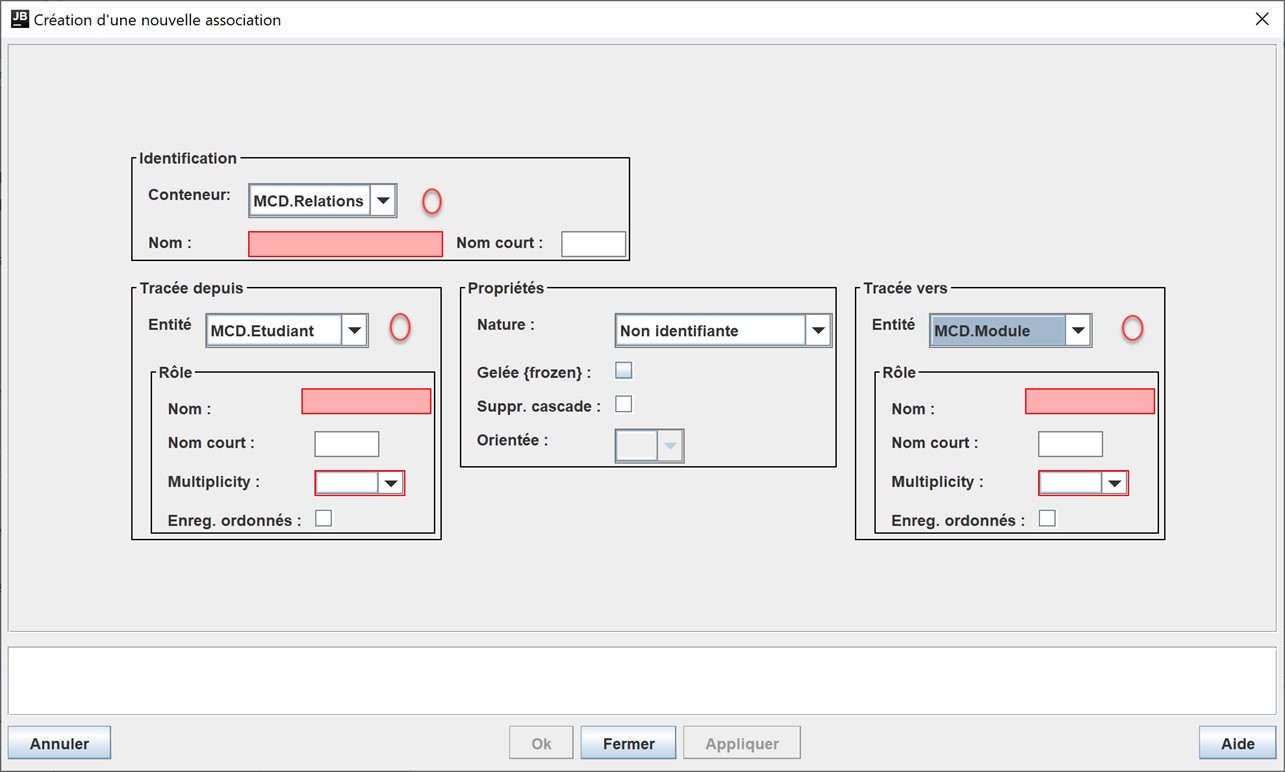 JB Création d'une nouvelle association
Identification
Conteneur: MCD.Relations
Nom : Nom court :
Tracée depuis
Entité MCD.Etudiant
Rôle
Nom :
Nom court :
Multiplicity :
Enreg. ordonnés :
Propriétés
Nature : Non identifiante
Gelée {frozen} :
Suppr. cascade :
Orientée :
Tracée vers
Entité MCD.Module
Rôle
Nom :
Nom court :
Multiplicity :
Enreg. ordonnés :
Annuler Ok Fermer Appliquer Aide